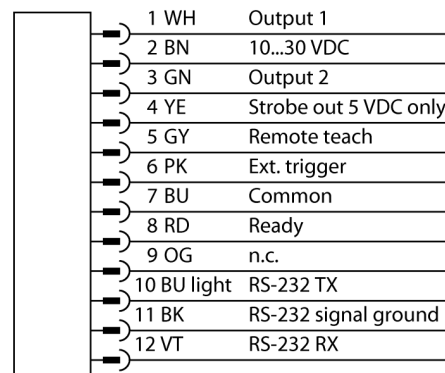 1 WH Output 1
2 BN 10...30 VDC
3 GN Output 2
4 YE Strobe out 5 VDC only
5 GY Remote teach
6 PK Ext. trigger
7 BU Common
8 RD Ready
9 OG n.c.
10 BU light RS-232 TX
11 BK RS-232 signal ground
12 VT RS-232 RX